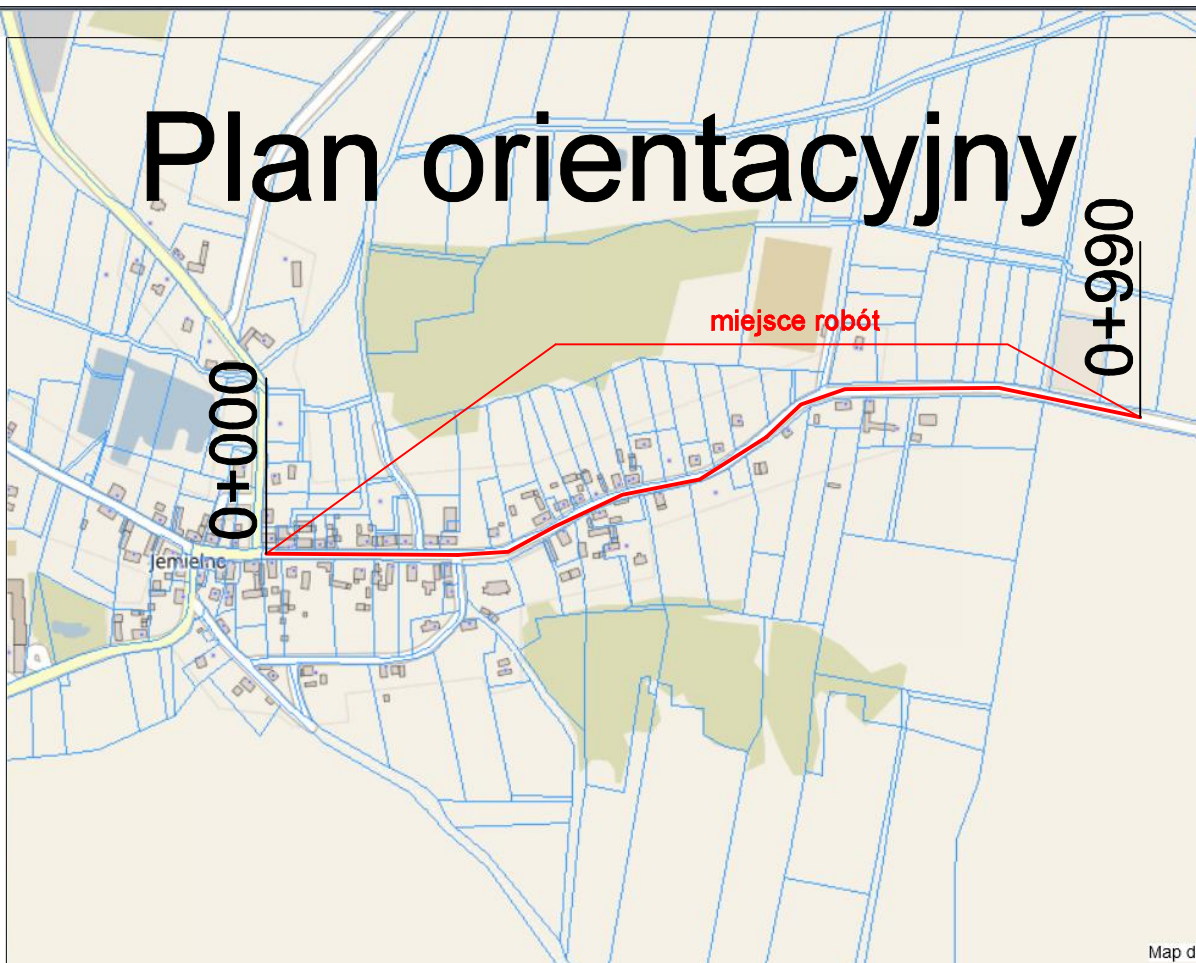 Plan orientacyjny
0+990
miejsce robót
0+000
Jemielno
Map d